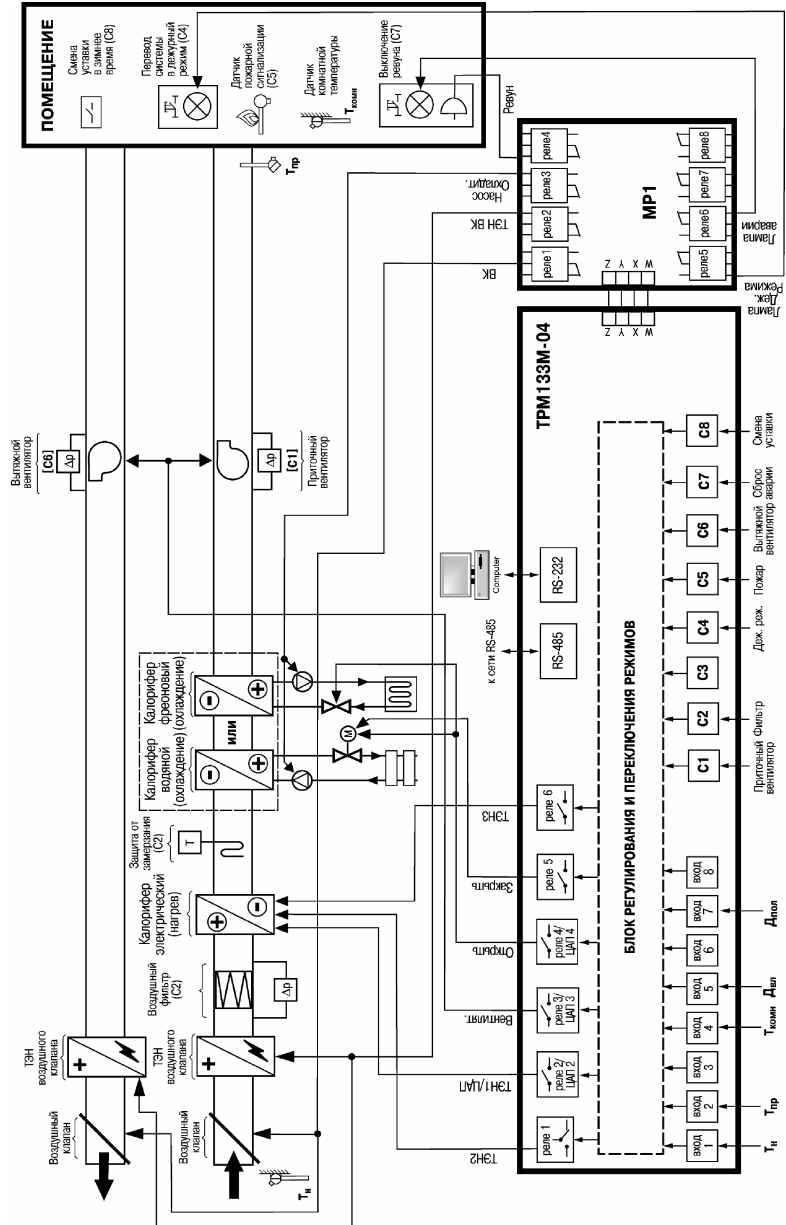 ПОМЕЩЕНИЕ
Смена
уставки
в зимнее
время (С8)
Перевод
системы
в дежурный
режим (С4)
Датчик
пожарной
сигнализации
(С5)
Датчик
комнатной
температуры
Tкомн
Выключение
ревуна (С7)
Ревун
Tпр
Насос
Охладит.
ТЭН ВК
ВК
реле1
реле2
реле3
реле4
МР1
реле5
реле6
реле7
реле8
Лампа
аварии
Лампа
Деж.
Режима
Z
Y
X
W
Z
Y
X
W
Вытяжной
вентилятор
[С6]
Δp
Δp
[С1]
Приточный
вентилятор
Калорифер
фреоновый
(охлаждение)
или
Калорифер
водяной
(охлаждение)
М
Защита от
замерзания
(С2)
Т
Калорифер
электрический
(нагрев)
Воздушный
фильтр
(С2)
Δp
ТЭН
воздушного
клапана
ТЭН
воздушного
клапана
Воздушный
клапан
Воздушный
клапан
Tн
ТРМ133М-04
Computer
RS-232
к сети RS-485
RS-485
ТЭН3
Закрыть
Открыть
Вентилят.
ТЭН1/ЦАП
ТЭН2
реле 6
реле 5
реле 4/
ЦАП 4
реле 3/
ЦАП 3
реле 2/
ЦАП 2
реле 1
БЛОК РЕГУЛИРОВАНИЯ И ПЕРЕКЛЮЧЕНИЯ РЕЖИМОВ
вход
1
вход
2
вход
3
вход
4
вход
5
вход
6
вход
7
вход
8
С1
С2
С3
С4
С5
С6
С7
С8
Tн
Tпр
Tкомн
Двл
Дпол
Приточный
вентилятор
Фильтр
Деж. реж.
Пожар
Вытяжной
вентилятор
Сброс
аварии
Смена
уставки